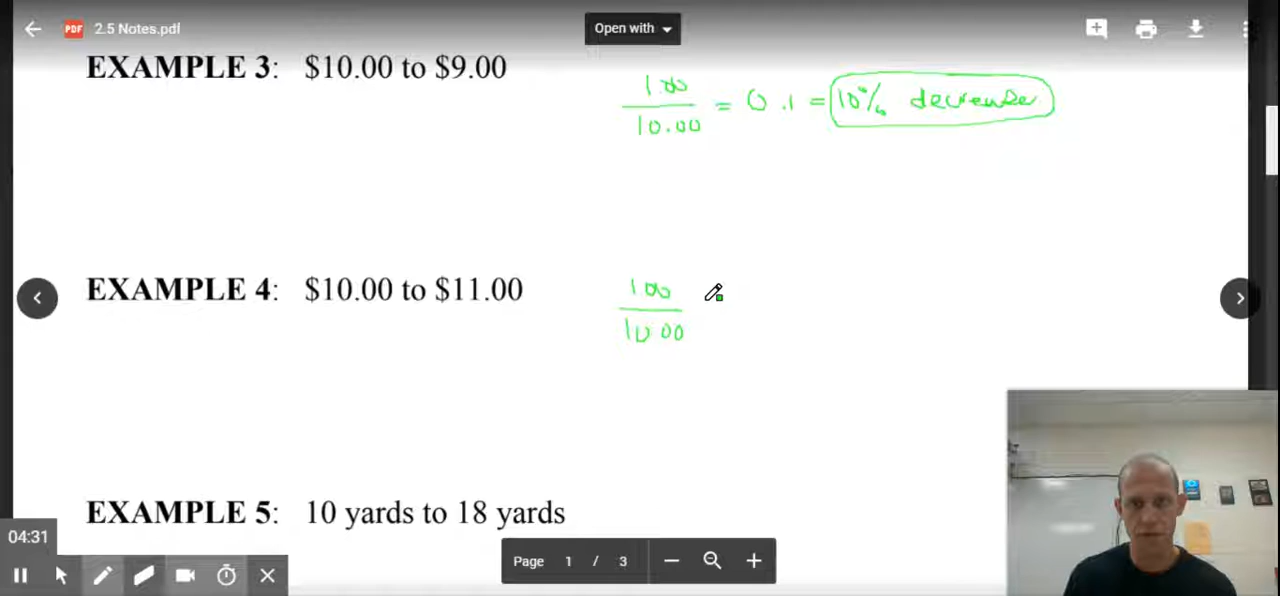 2.5 Notes.pdf
Open with
EXAMPLE 3: $10.00 to $9.00
1.00
10.00
= 0.1 = 10% decrease
EXAMPLE 4: $10.00 to $11.00
1.00
10.00
EXAMPLE 5: 10 yards to 18 yards
04:31
Page 1 / 3